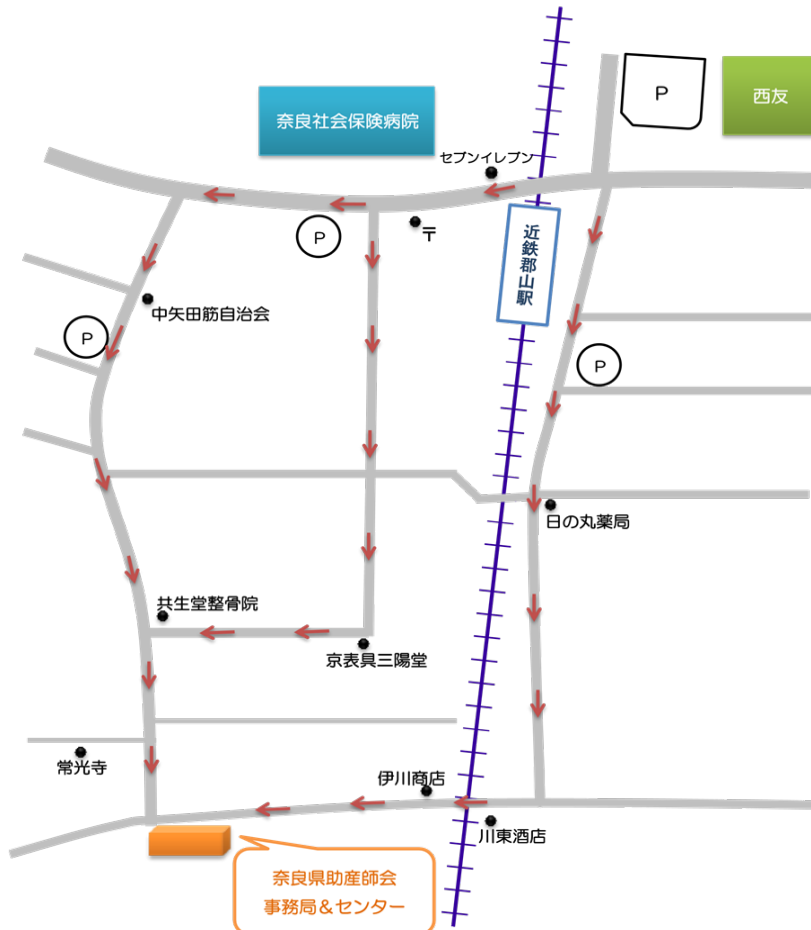 P
西友
奈良社会保険病院
セブンイレブン
P
〒
近鉄郡山駅
中矢田筋自治会
P
P
日の丸薬局
共生堂整骨院
京表具三陽堂
常光寺
伊川商店
川東酒店
奈良県助産師会
事務局＆センター